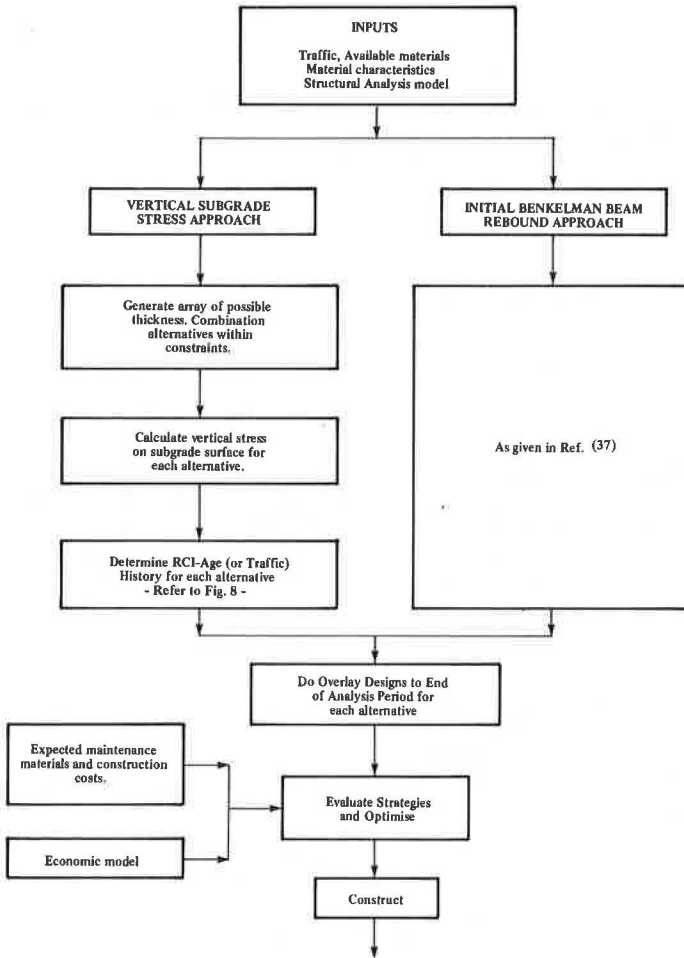 INPUTS
Traffic, Available materials
Material characteristics
Structural Analysis model
VERTICAL SUBGRADE
STRESS APPROACH
INITIAL BENKELMAN BEAM
REBOUND APPROACH
Generate array of possible
thickness. Combination
alternatives within
constraints.
Calculate vertical stress
on subgrade surface for
each alternative.
As given in Ref. (37)
Determine RCI-Age (or Traffic)
History for each alternative
- Refer to Fig. 8 -
Do Overlay Designs to End
of Analysis Period for
each alternative
Expected maintenance
materials and construction
costs.
Evaluate Strategies
and Optimise
Economic model
Construct